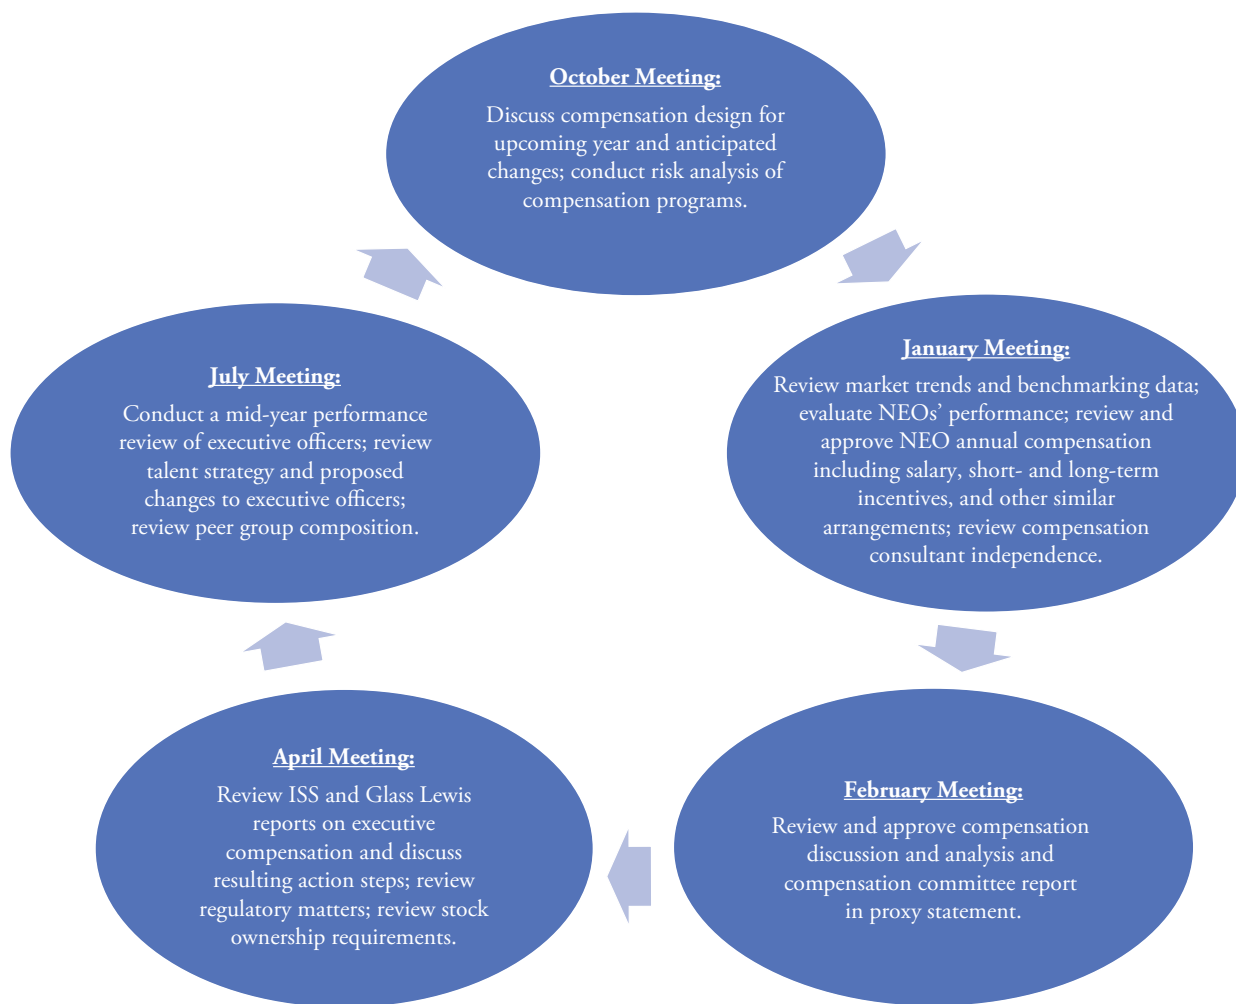 October Meeting:
Discuss compensation design for
upcoming year and anticipated
changes; conduct risk analysis of
compensation programs.
January Meeting:
Review market trends and benchmarking data;
evaluate NEOs’ performance; review and
approve NEO annual compensation
including salary, short- and long-term
incentives, and other similar
arrangements; review compensation
consultant independence.
February Meeting:
Review and approve compensation
discussion and analysis and
compensation committee report
in proxy statement.
April Meeting:
Review ISS and Glass Lewis
reports on executive
compensation and discuss
resulting action steps; review
regulatory matters; review stock
ownership requirements.
July Meeting:
Conduct a mid-year performance
review of executive officers; review
talent strategy and proposed
changes to executive officers;
review peer group composition.